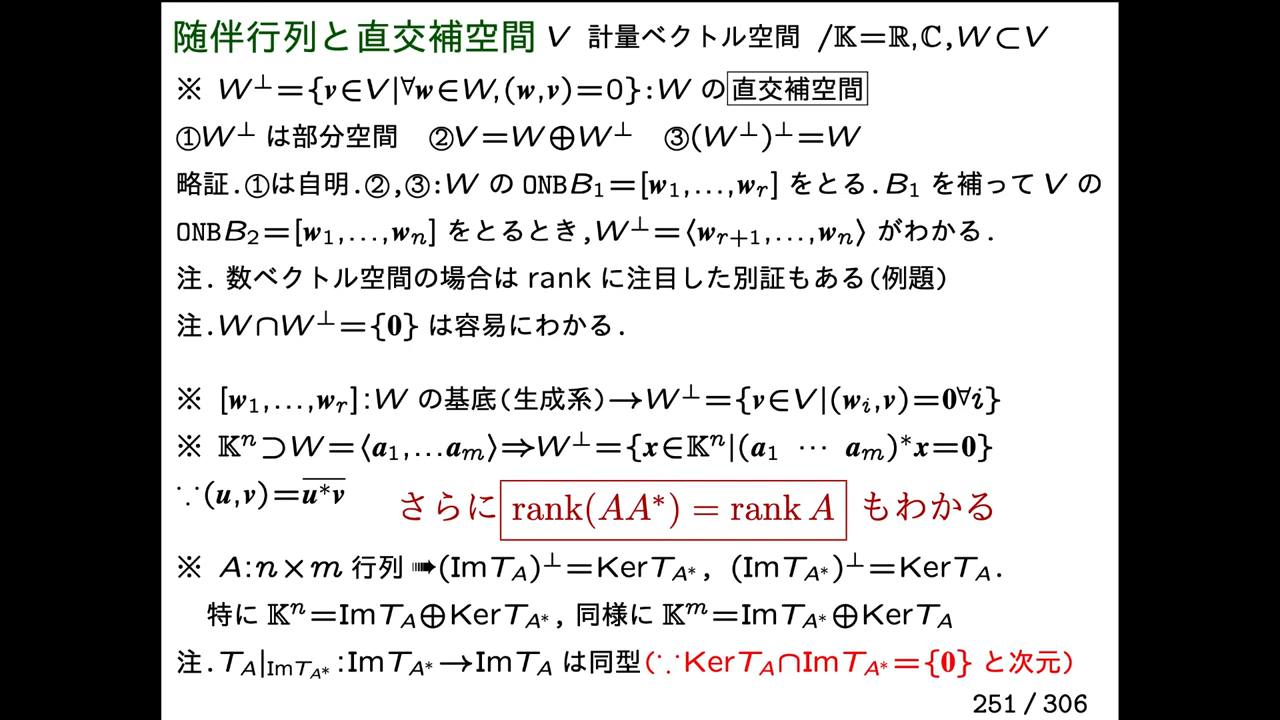 随伴行列と直交補空間 V 計量ベクトル空間 /𝕂=ℝ,ℂ,W⊂V
※ W^⊥={v∈V|^∀w∈W,(w,v)=0}:W の直交補空間
①W^⊥ は部分空間 ②V=W⊕W^⊥ ③(W^⊥)^⊥=W
略証.①は自明.②,③:W の ONB B₁=[w₁,...,w_r] をとる.B₁ を補って V の
ONB B₂=[w₁,...,w_n] をとるとき,W^⊥=⟨w_{r+1},...,w_n⟩ がわかる.
注. 数ベクトル空間の場合は rank に注目した別証もある(例題)
注.W∩W^⊥={0} は容易にわかる.
※ [w₁,...,w_r]:W の基底(生成系)→W^⊥={v∈V|(w_i,v)=0^∀i}
※ 𝕂^n⊃W=⟨a₁,...a_m⟩⇒W^⊥={x∈𝕂^n|(a₁ ⋯ a_m)*x=0}
∵(u,v)=\overline{u*v} さらに rank(AA*) = rank A もわかる
※ A:n×m 行列 ➠(ImT_A)^⊥=KerT_{A*}, (ImT_{A*})^⊥=KerT_A.
特に 𝕂^n=ImT_A⊕KerT_{A*}, 同様に 𝕂^m=ImT_{A*}⊕KerT_A
注.T_A|_{ImT_{A*}}:ImT_{A*}→ImT_A は同型(∵KerT_A∩ImT_{A*}={0} と次元)
251 / 306